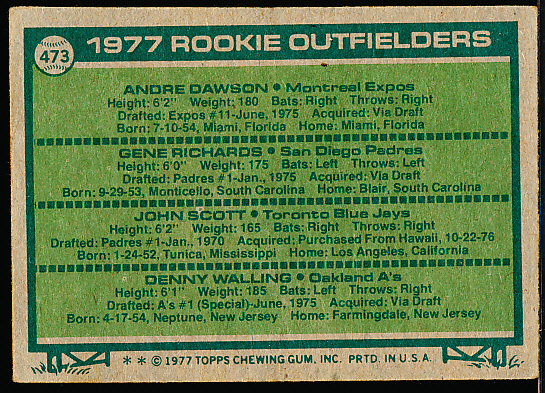 473
1977 ROOKIE OUTFIELDERS
ANDRE DAWSON • Montreal Expos
Height: 6'2" Weight: 180 Bats: Right Throws: Right
Drafted: Expos #11-June, 1975 Acquired: Via Draft
Born: 7-10-54, Miami, Florida Home: Miami, Florida
GENE RICHARDS • San Diego Padres
Height: 6'0" Weight: 175 Bats: Left Throws: Left
Drafted: Padres #1-Jan., 1975 Acquired: Via Draft
Born: 9-29-53, Monticello, South Carolina Home: Blair, South Carolina
JOHN SCOTT • Toronto Blue Jays
Height: 6'2" Weight: 165 Bats: Right Throws: Right
Drafted: Padres #1-Jan., 1970 Acquired: Purchased From Hawaii, 10-22-76
Born: 1-24-52, Tunica, Mississippi Home: Los Angeles, California
DENNY WALLING • Oakland A's
Height: 6'1" Weight: 185 Bats: Left Throws: Right
Drafted: A's #1 (Special)-June, 1975 Acquired: Via Draft
Born: 4-17-54, Neptune, New Jersey Home: Farmingdale, New Jersey
** © 1977 TOPPS CHEWING GUM, INC. PRTD. IN U.S.A.